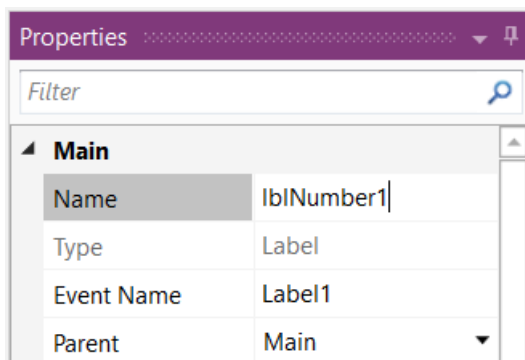 Properties
Filter
Main
Name lblNumber1
Type Label
Event Name Label1
Parent Main